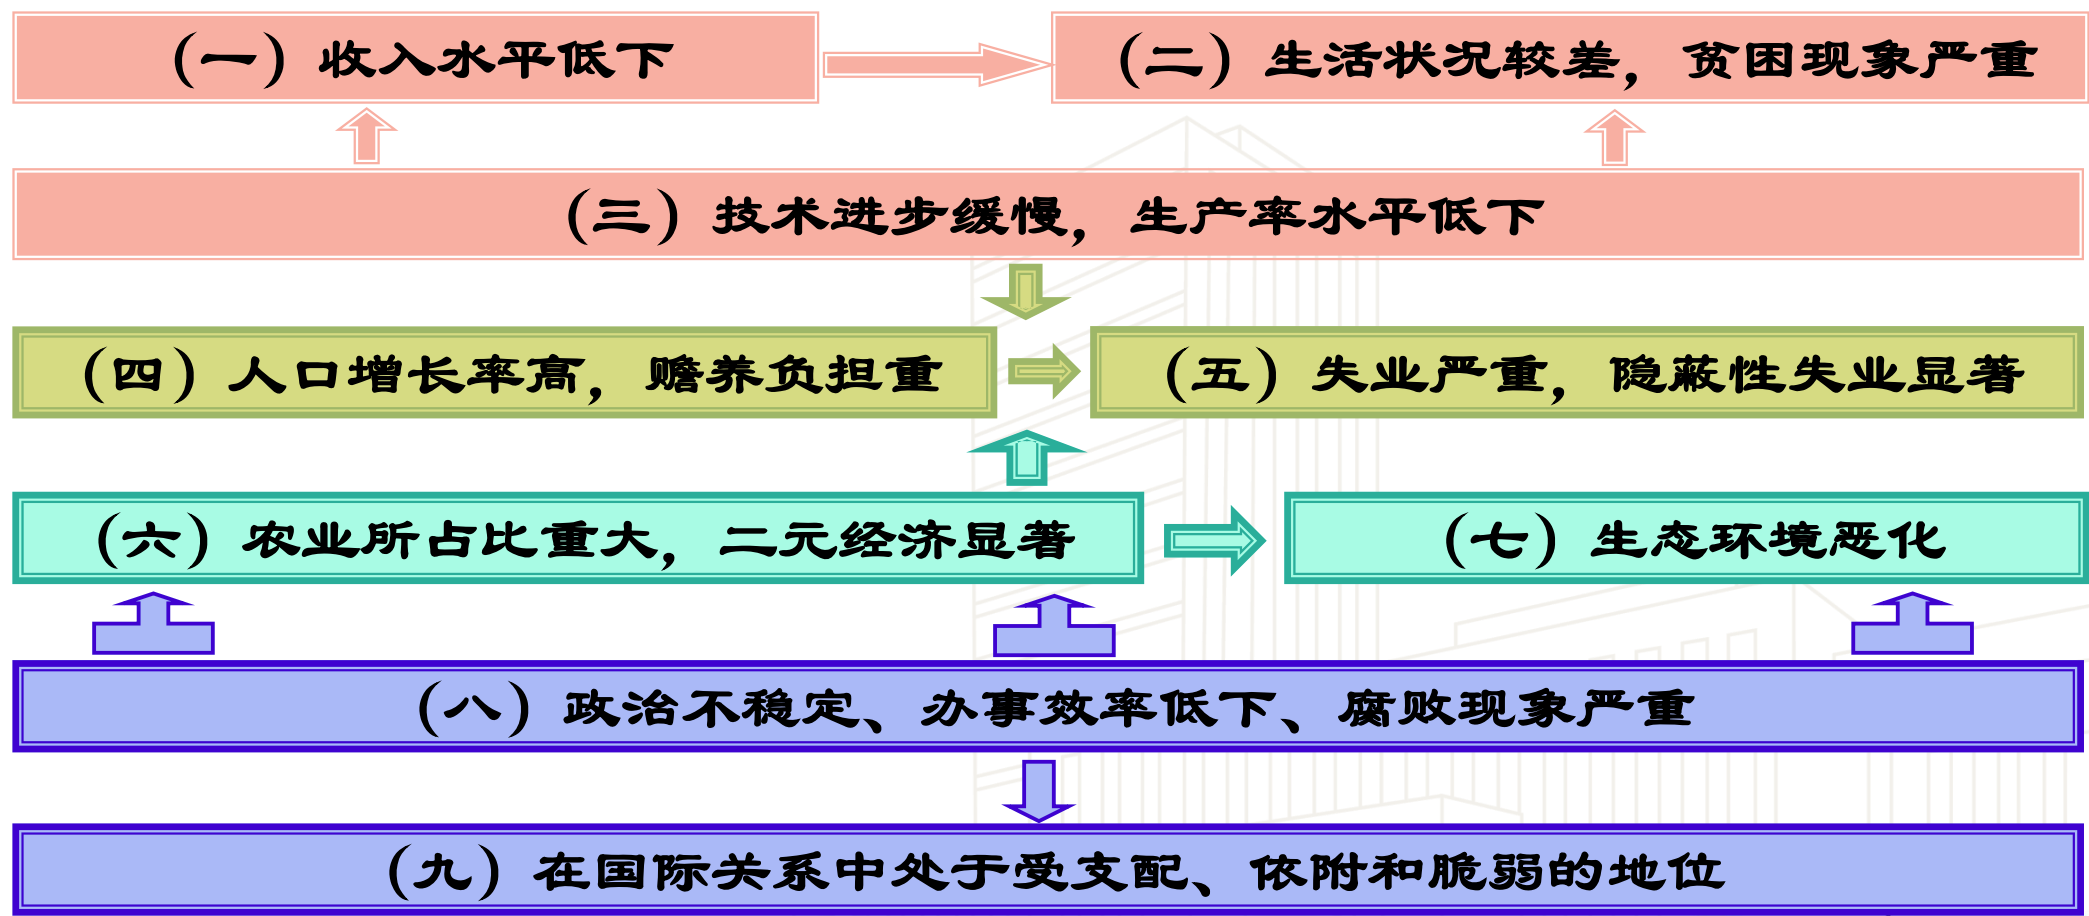 （一）收入水平低下
（二）生活状况较差，贫困现象严重
（三）技术进步缓慢，生产率水平低下
（四）人口增长率高，赡养负担重
（五）失业严重，隐蔽性失业显著
（六）农业所占比重大，二元经济显著
（七）生态环境恶化
（八）政治不稳定、办事效率低下、腐败现象严重
（九）在国际关系中处于受支配、依附和脆弱的地位